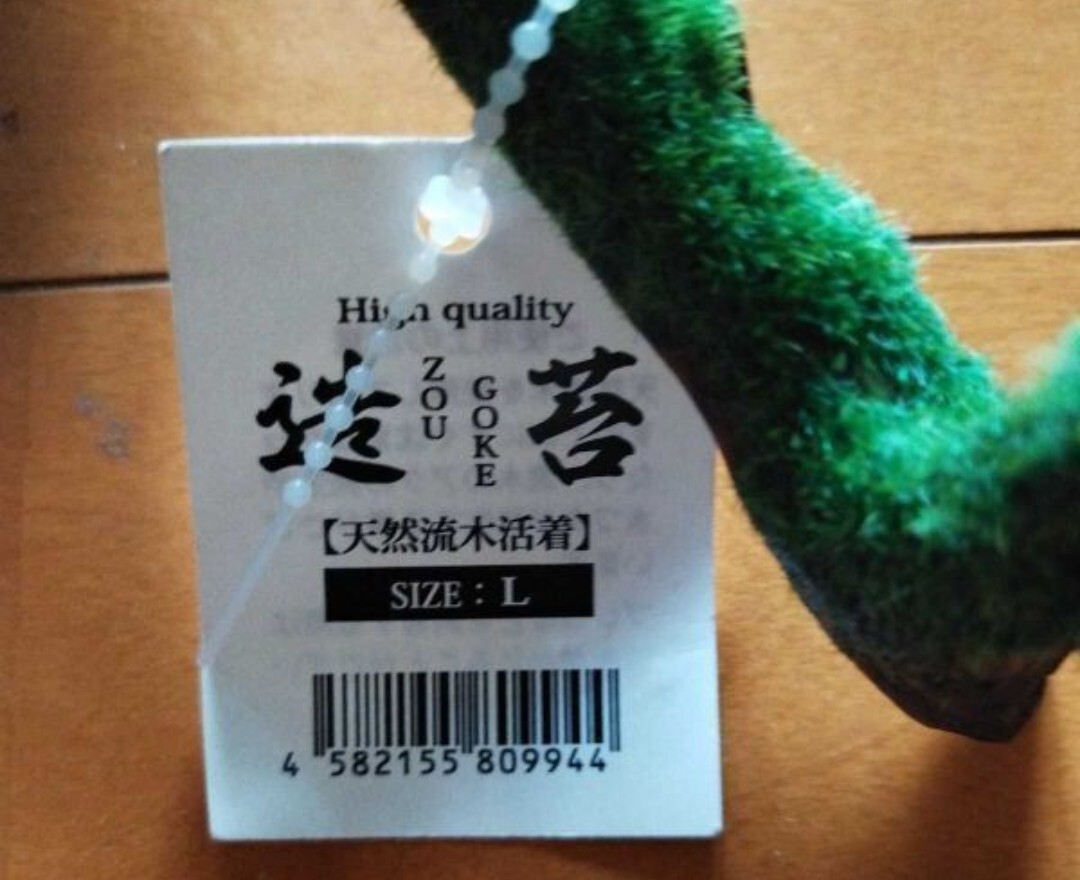 High quality
造 ZOU GOKE 苔
【天然流木活着】
SIZE：L
4 582155 809944